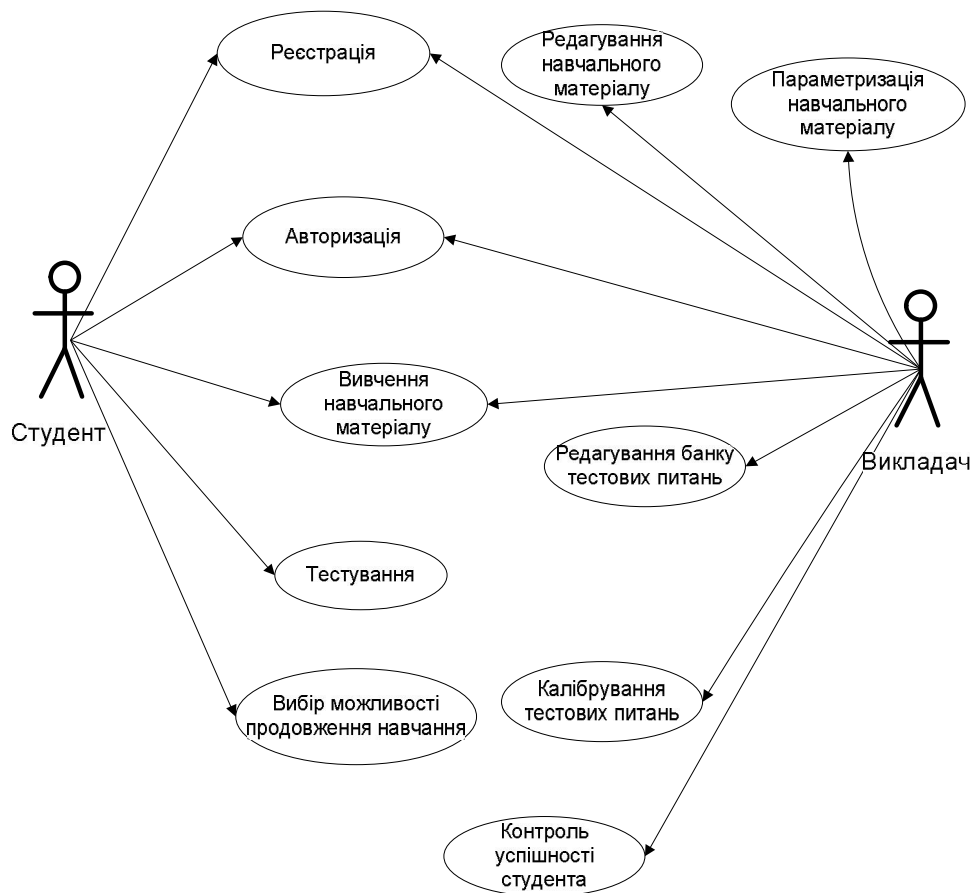 Реєстрація
Редагування
навчального
матеріалу
Параметризація
навчального
матеріалу
Авторизація
Студент
Вивчення
навчального
матеріалу
Викладач
Редагування банку
тестових питань
Тестування
Вибір можливості
продовження навчання
Калібрування
тестових питань
Контроль
успішності
студента